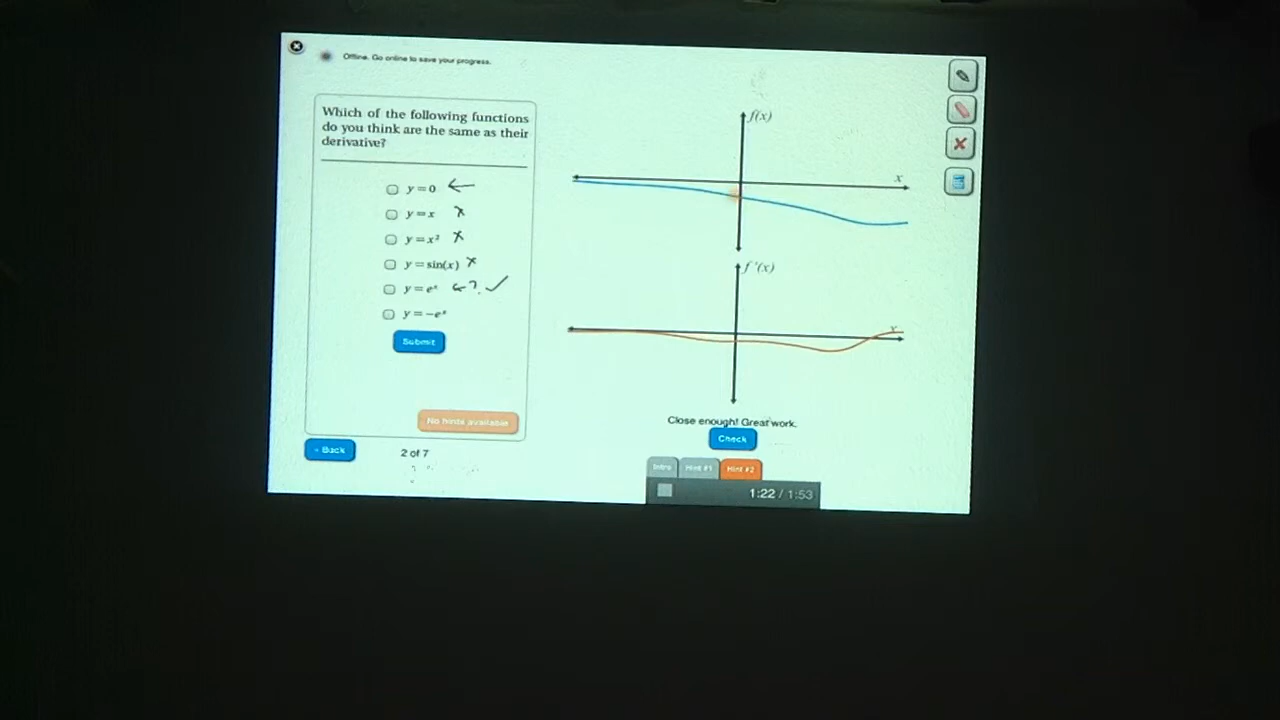 Offline. Go online to save your progress.
Which of the following functions
do you think are the same as their
derivative?
y = 0
y = x
y = x²
y = sin(x)
y = eˣ
y = −eˣ
Submit
No hints available
- Back
2 of 7
f(x)
x
f '(x)
x
Close enough! Great work.
Check
Intro
Hint #1
Hint #2
1:22 / 1:53